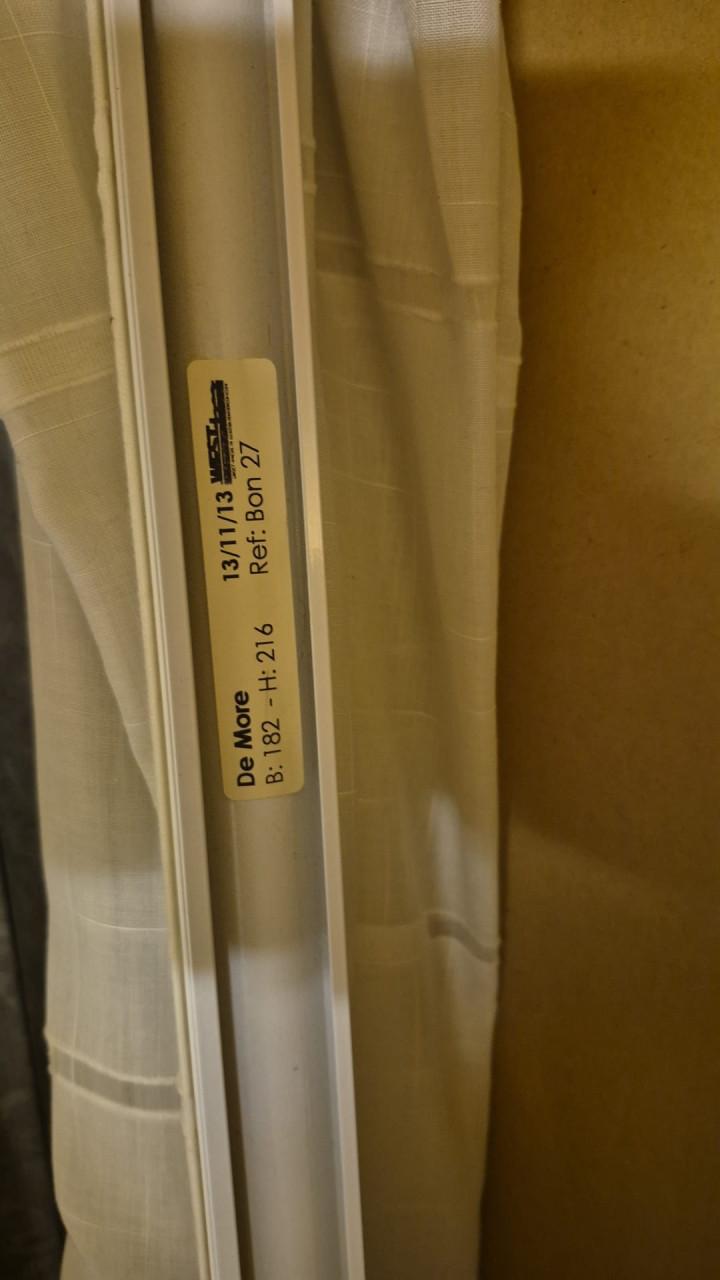 De More
B: 182 - H: 216
13/11/13
Ref: Bon 27